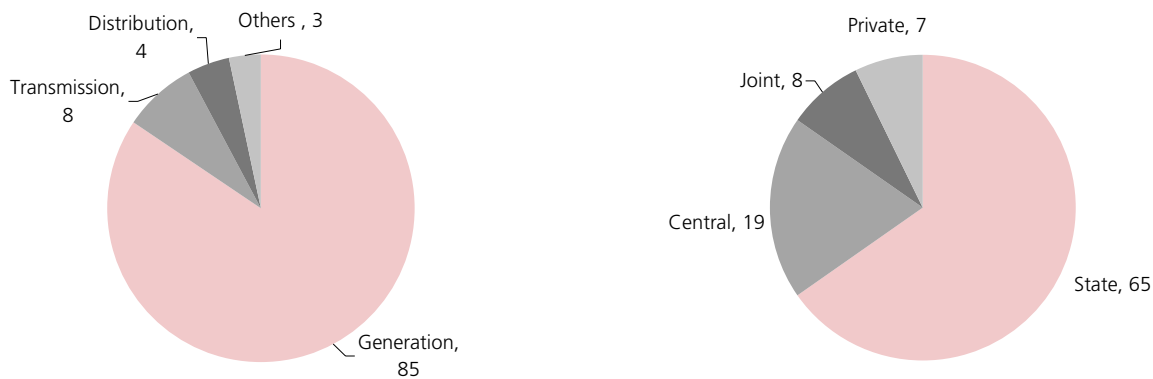 Distribution,
4
Others , 3
Transmission,
8
Generation,
85
Private, 7
Joint, 8
Central, 19
State, 65